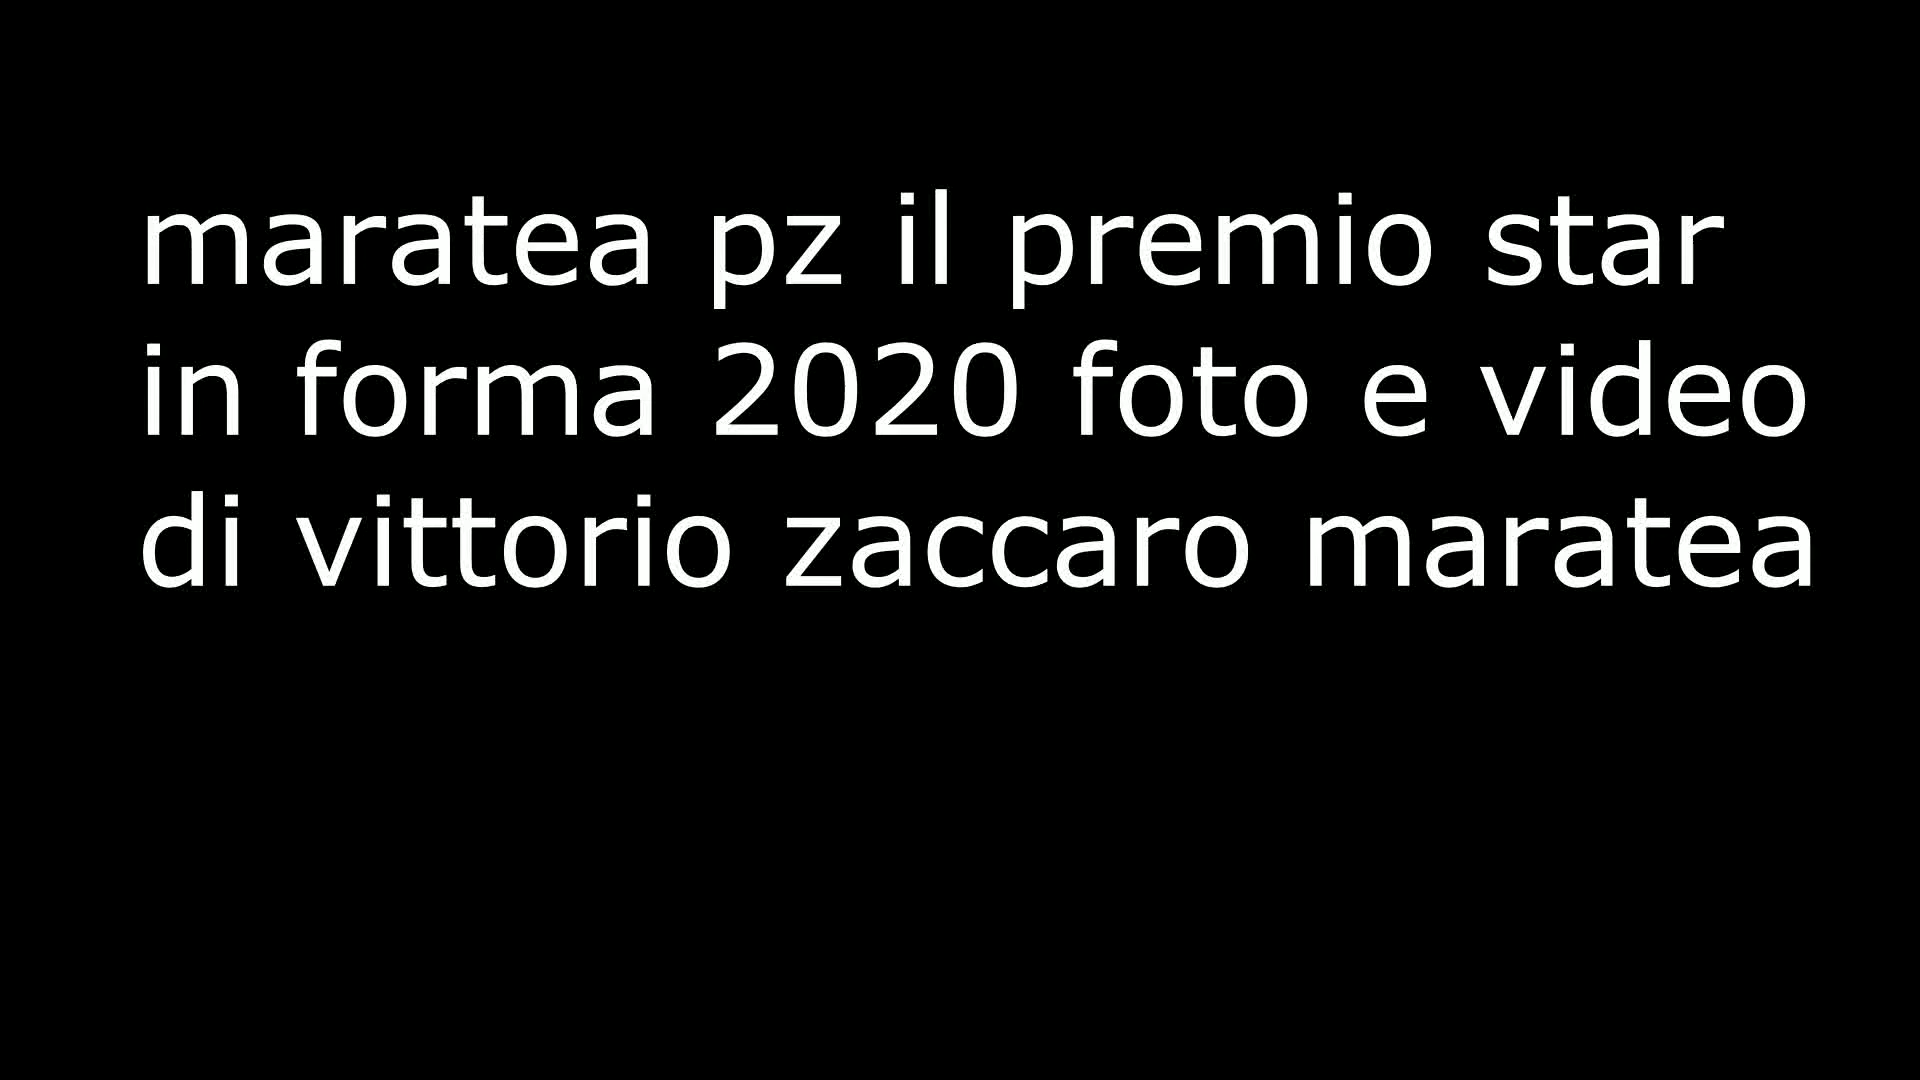 maratea pz il premio star
in forma 2020 foto e video
di vittorio zaccaro maratea